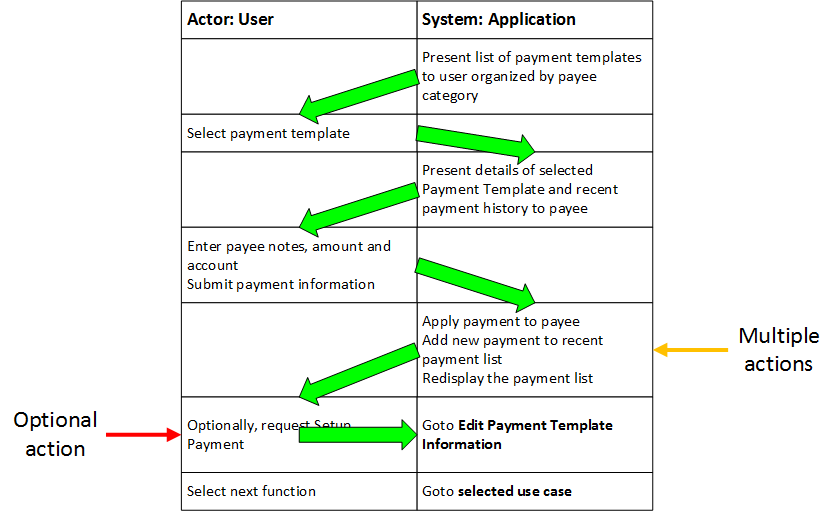 Actor: User
System: Application
Present list of payment templates
to user organized by payee
category
Select payment template
Present details of selected
Payment Template and recent
payment history to payee
Enter payee notes, amount and
account
Submit payment information
Apply payment to payee
Add new payment to recent
payment list
Redisplay the payment list
Multiple
actions
Optional
action
Optionally, request Setup
Payment
Goto Edit Payment Template
Information
Select next function
Goto selected use case